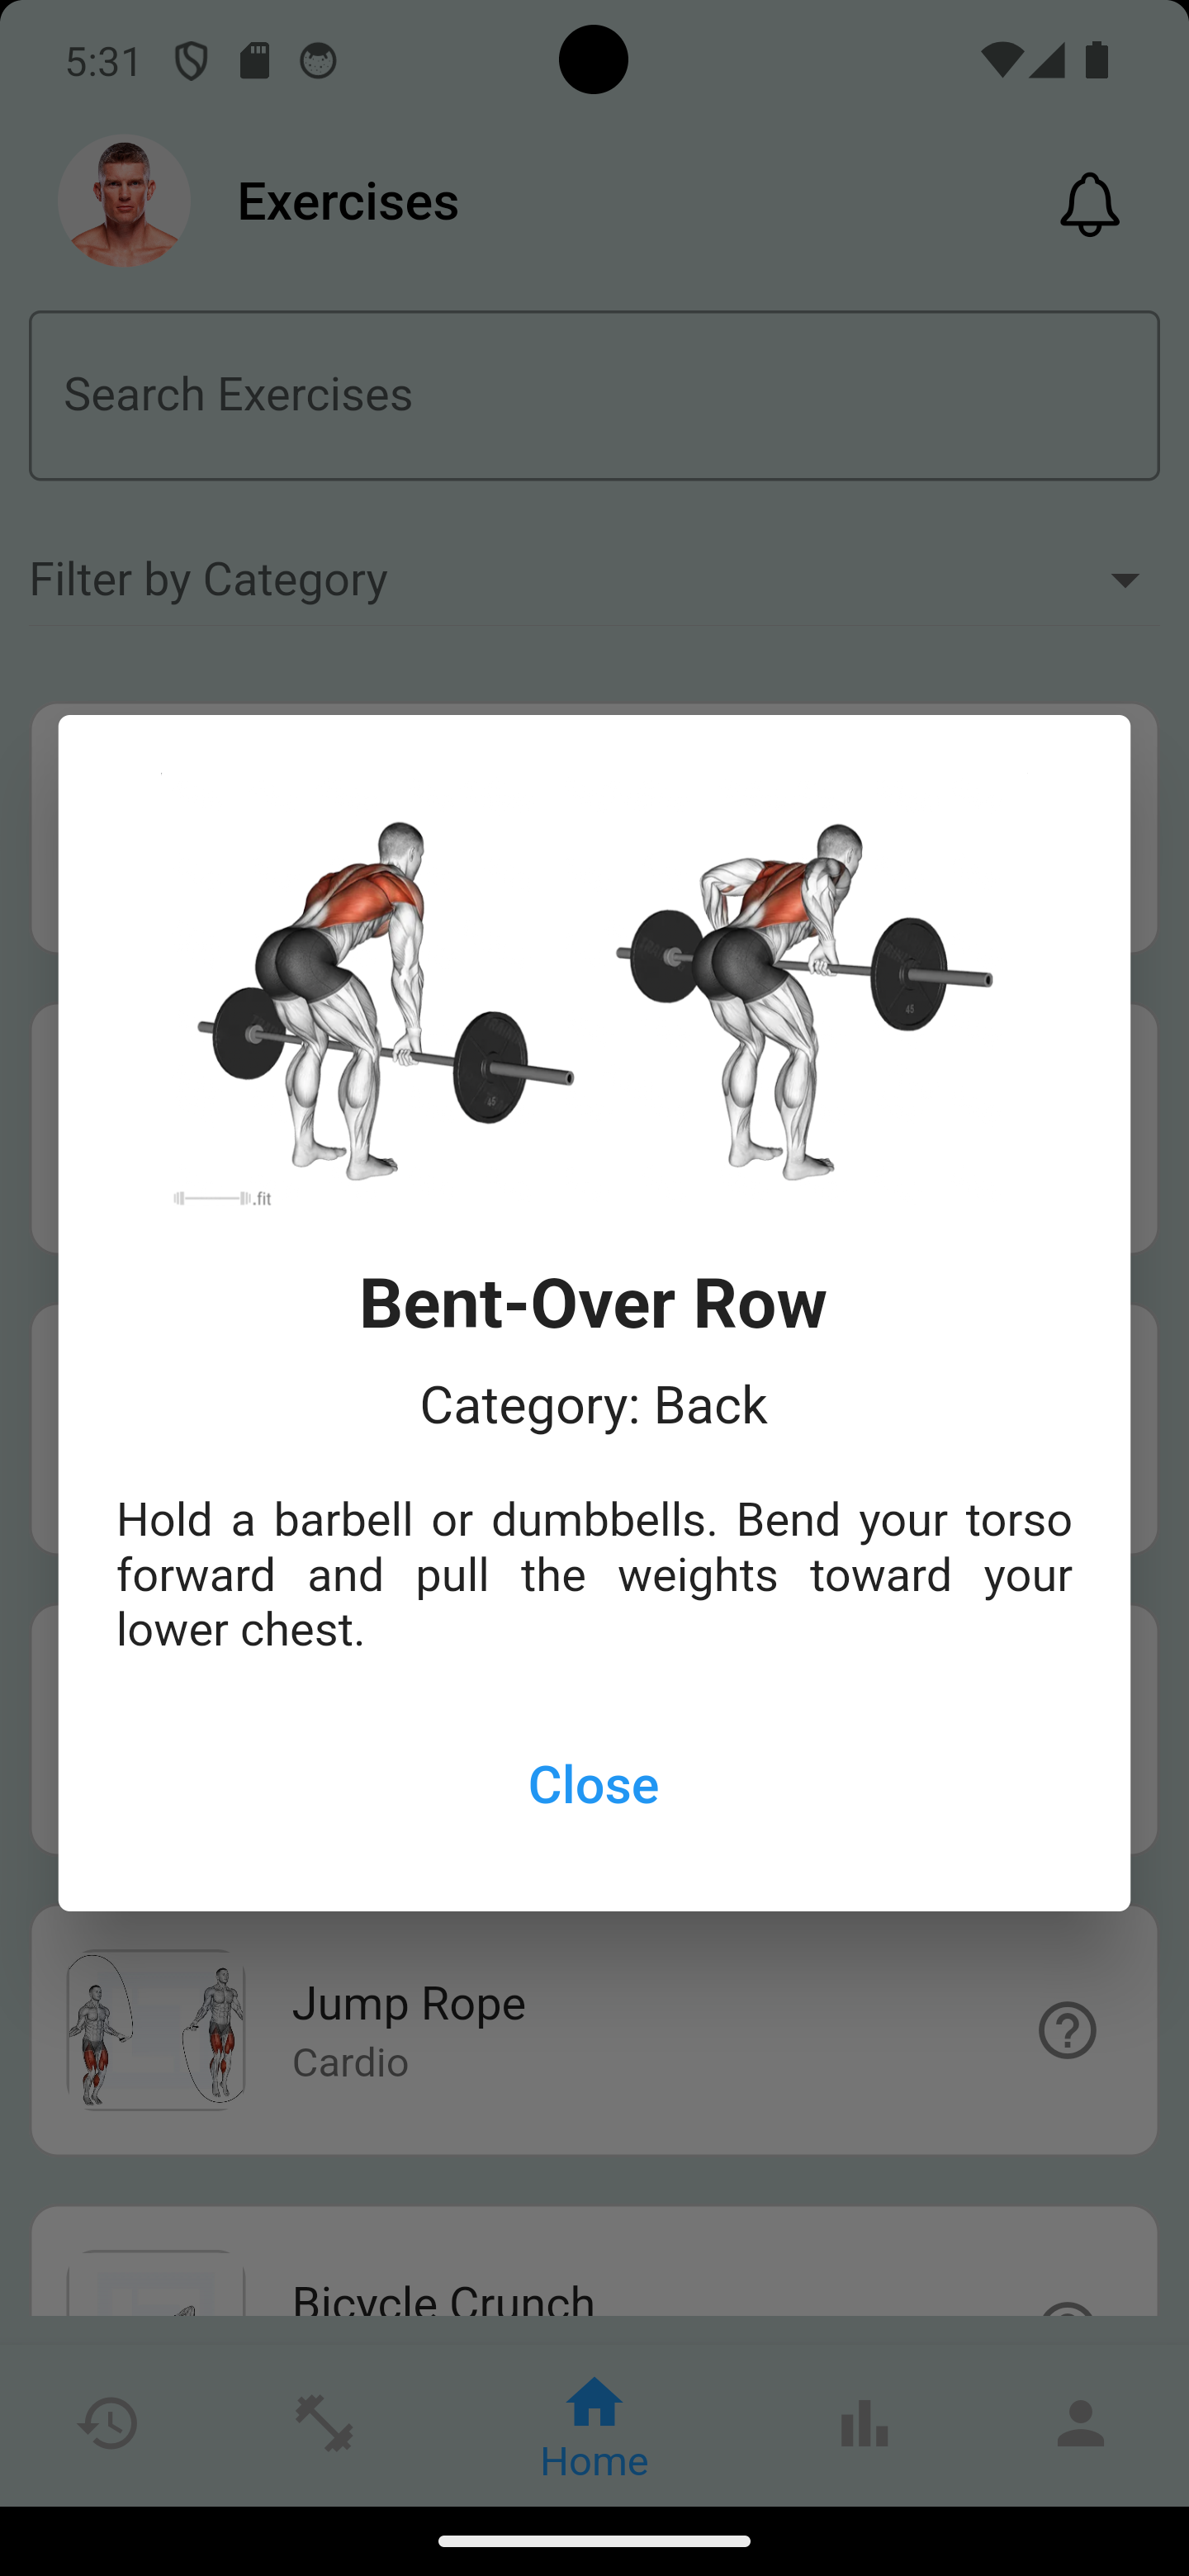 5:31
Exercises
Search Exercises
Filter by Category
.fit
Bent-Over Row
Category: Back
Hold a barbell or dumbbells. Bend your torso
forward and pull the weights toward your
lower chest.
Close
Jump Rope
Cardio
Bicycle Crunch
Home